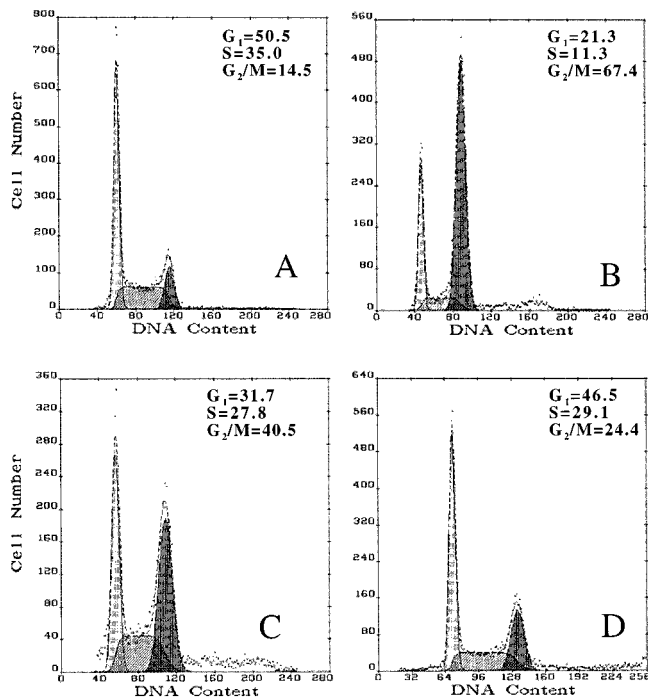 800
700
600
500
400
300
200
100
0
Cell Number
G₁=50.5
S=35.0
G₂/M=14.5
A
0 40 80 120 160 200 240 280
DNA Content
560
480
400
320
240
160
80
0
G₁=21.3
S=11.3
G₂/M=67.4
B
0 40 80 120 160 200 240 280
DNA Content
360
320
280
240
200
160
120
80
40
0
Cell Number
G₁=31.7
S=27.8
G₂/M=40.5
C
0 40 80 120 160 200 240 280
DNA Content
640
560
480
400
320
240
160
80
0
G₁=46.5
S=29.1
G₂/M=24.4
D
0 32 64 96 128 160 192 224 256
DNA Content